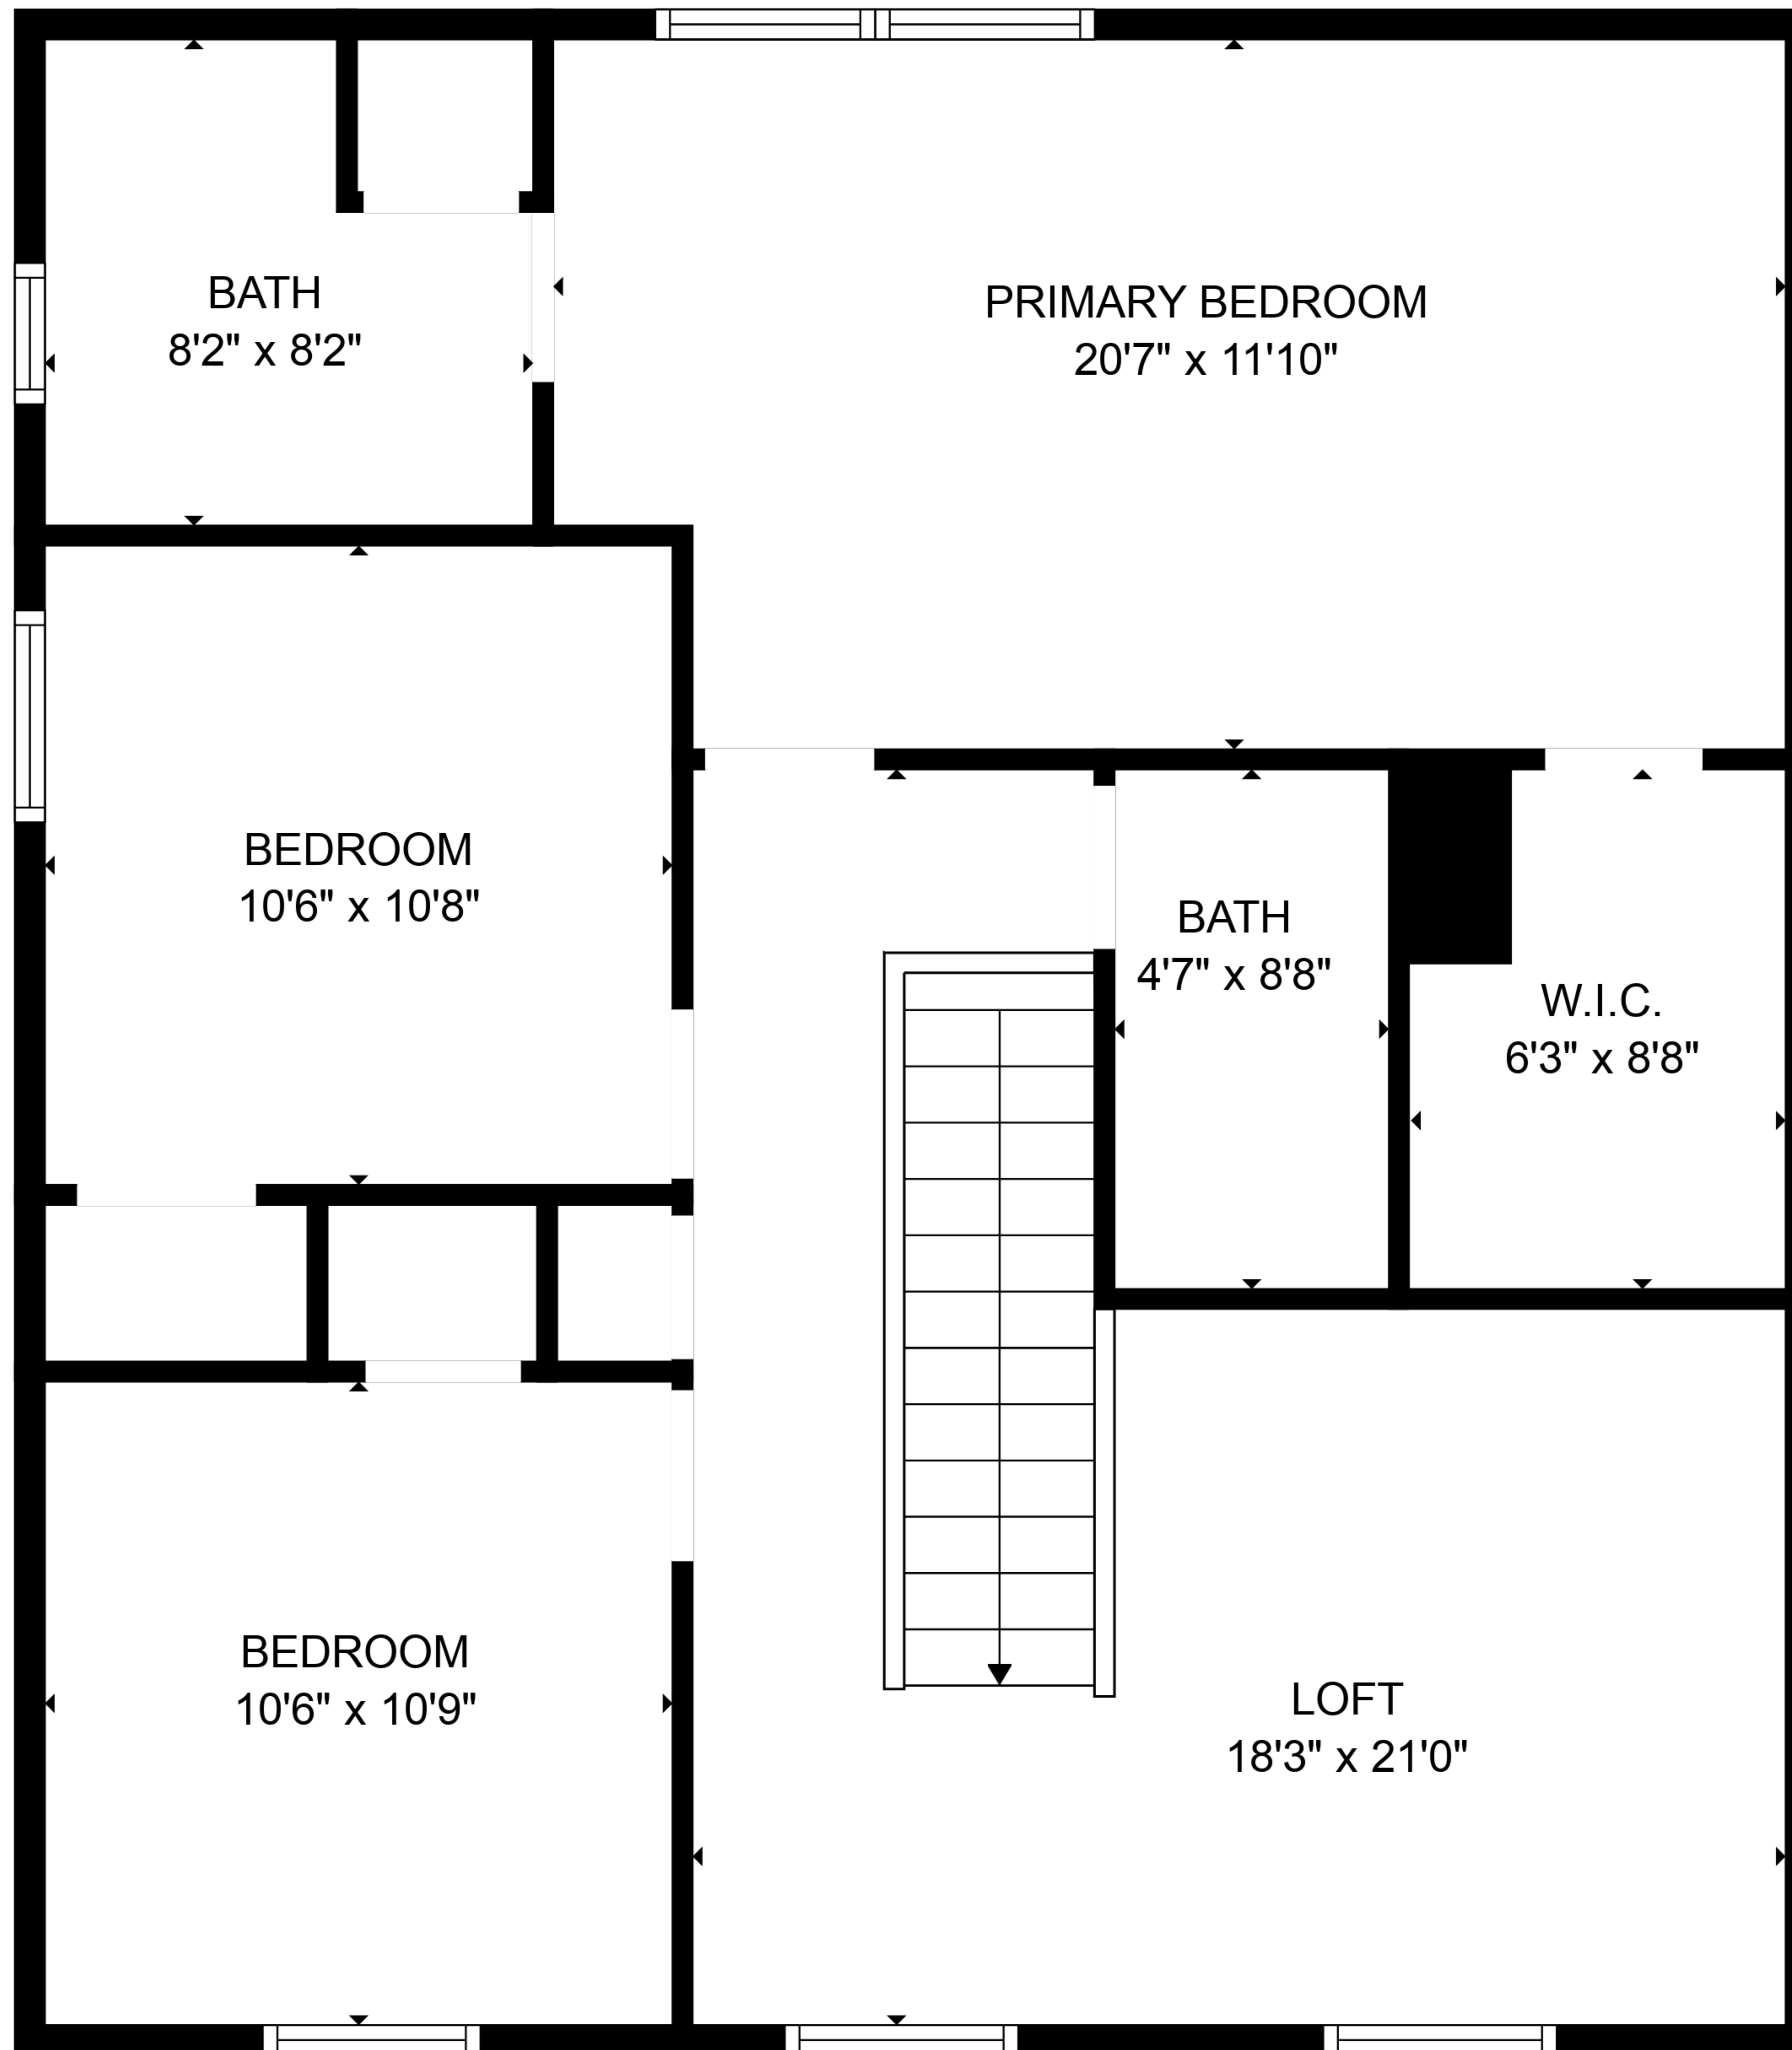 BATH
8'2" x 8'2"
PRIMARY BEDROOM
20'7" x 11'10"
BEDROOM
10'6" x 10'8"
BATH
4'7" x 8'8"
W.I.C.
6'3" x 8'8"
BEDROOM
10'6" x 10'9"
LOFT
18'3" x 21'0"